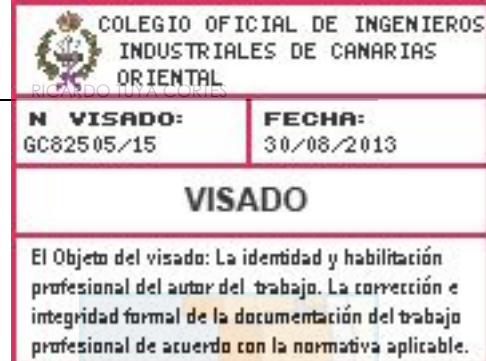 COLEGIO OFICIAL DE INGENIEROS
INDUSTRIALES DE CANARIAS
ORIENTAL
RICARDO TUYA CORTES
N VISADO:
GC82505/15
FECHA:
30/08/2013
VISADO
El Objeto del visado: La identidad y habilitación
profesional del autor del trabajo. La corrección e
integridad formal de la documentación del trabajo
profesional de acuerdo con la normativa aplicable.